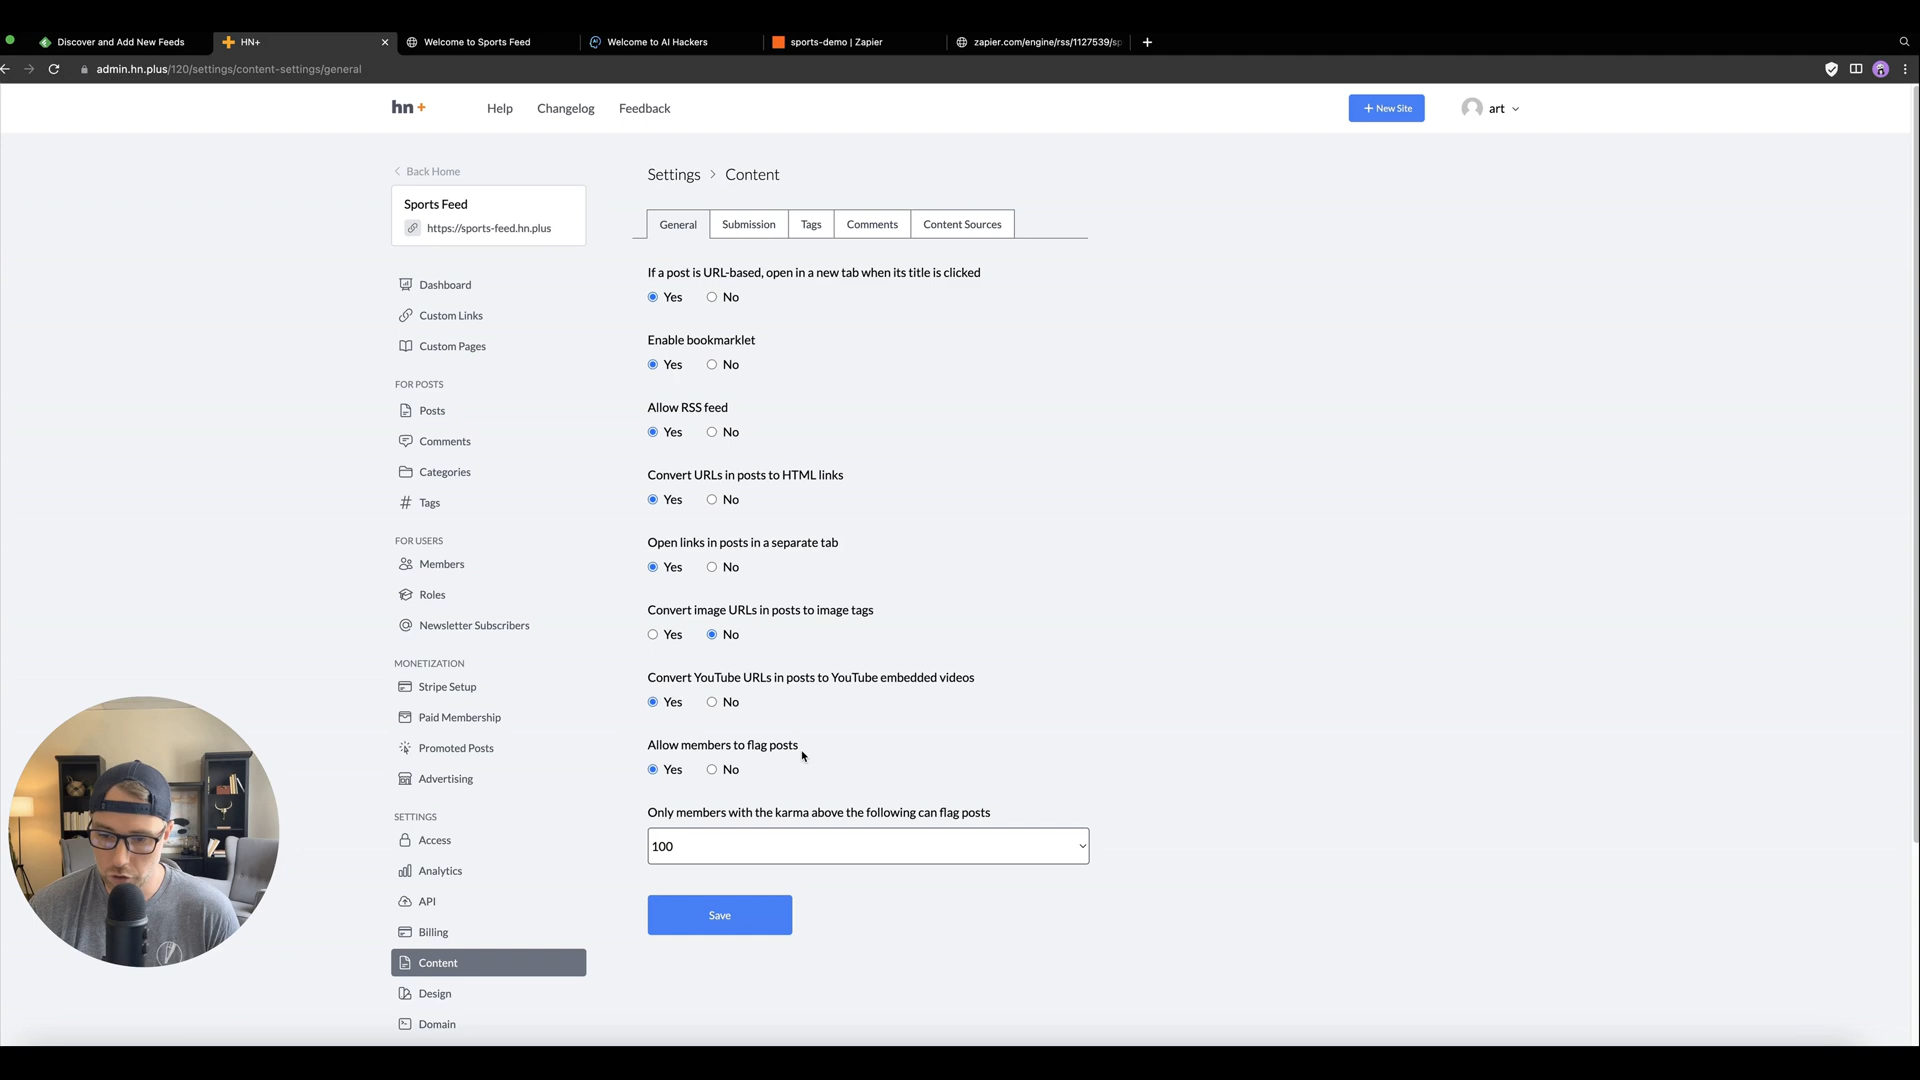 Discover and Add New Feeds
HN+
Welcome to Sports Feed
Welcome to AI Hackers
sports-demo | Zapier
zapier.com/engine/rss/1127539/sp
admin.hn.plus/120/settings/content-settings/general
hn +
Help
Changelog
Feedback
+ New Site
art
Back Home
Sports Feed
https://sports-feed.hn.plus
Dashboard
Custom Links
Custom Pages
FOR POSTS
Posts
Comments
Categories
Tags
FOR USERS
Members
Roles
Newsletter Subscribers
MONETIZATION
Stripe Setup
Paid Membership
Promoted Posts
Advertising
SETTINGS
Access
Analytics
API
Billing
Content
Design
Domain
Settings > Content
General
Submission
Tags
Comments
Content Sources
If a post is URL-based, open in a new tab when its title is clicked
Yes No
Enable bookmarklet
Yes No
Allow RSS feed
Yes No
Convert URLs in posts to HTML links
Yes No
Open links in posts in a separate tab
Yes No
Convert image URLs in posts to image tags
Yes No
Convert YouTube URLs in posts to YouTube embedded videos
Yes No
Allow members to flag posts
Yes No
Only members with the karma above the following can flag posts
100
Save